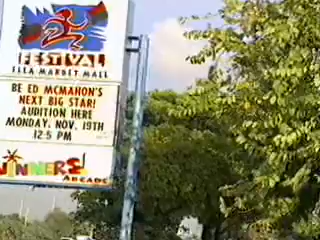 FESTIVAL
FLEA MARKET MALL
BE ED MCMAHON'S
NEXT BIG STAR!
AUDITION HERE
MONDAY, NOV. 19TH
12-5 PM
WINNERS!
ARCADE